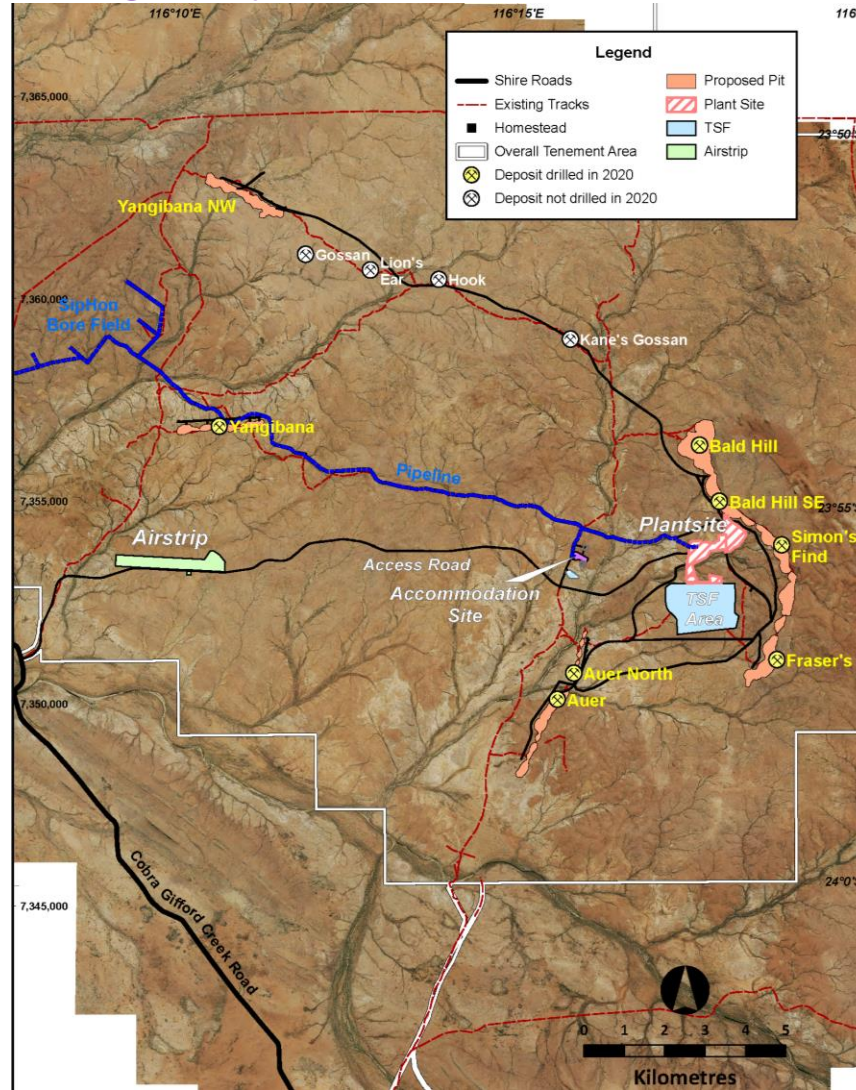 116°10'E
116°15'E
116
Legend
Shire Roads
Existing Tracks
Homestead
Overall Tenement Area
Deposit drilled in 2020
Deposit not drilled in 2020
Proposed Pit
Plant Site
TSF
Airstrip
7,365,000
23°50'
Yangibana NW
Gossan
Lion's
Ear
Hook
7,360,000
SipHon
Bore Field
Kane's Gossan
Yangibana
Bald Hill
Pipeline
7,355,000
Bald Hill SE
23°55'
Plantsite
Simon's
Find
Airstrip
Access Road
Accommodation
Site
TSF
Area
Fraser's
Auer North
Auer
7,350,000
Cobra Gifford Creek Road
24°0'
7,345,000
0 1 2 3 4 5
Kilometres